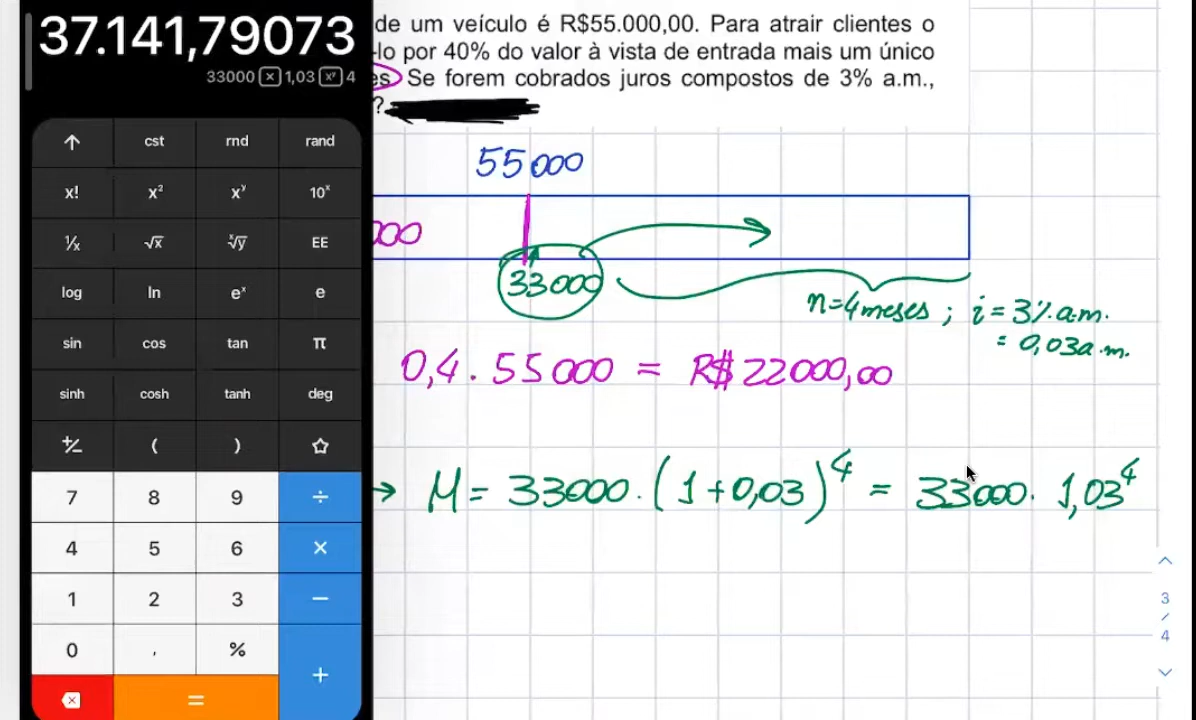 37.141,79073
33000 × 1,03 xʸ 4
de um veículo é R$55.000,00. Para atrair clientes o
-lo por 40% do valor à vista de entrada mais um único
es. Se forem cobrados juros compostos de 3% a.m.,
?
↑ cst rnd rand
x! x² xʸ 10ˣ
¹/x √x ʸ√y EE
log ln eˣ e
sin cos tan π
sinh cosh tanh deg
+/- ( ) ☆
7 8 9 ÷
4 5 6 ×
1 2 3 −
0 , % +
=
55000
000
33000
n=4meses ; i = 3% a.m.
= 0,03 a.m.
0,4 . 55000 = R$ 22000,00
→ M = 33000 . (1+0,03)⁴ = 33000 . 1,03⁴
3
/
4